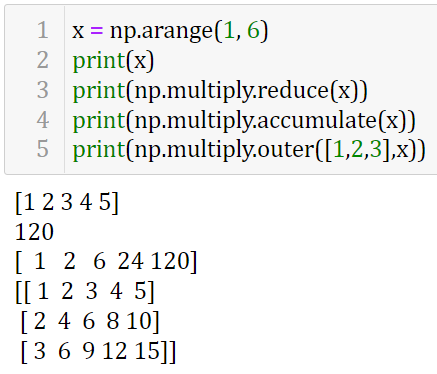 1 x = np.arange(1, 6)
2 print(x)
3 print(np.multiply.reduce(x))
4 print(np.multiply.accumulate(x))
5 print(np.multiply.outer([1,2,3],x))
[1 2 3 4 5]
120
[  1   2   6  24 120]
[[ 1  2  3  4  5]
 [ 2  4  6  8 10]
 [ 3  6  9 12 15]]